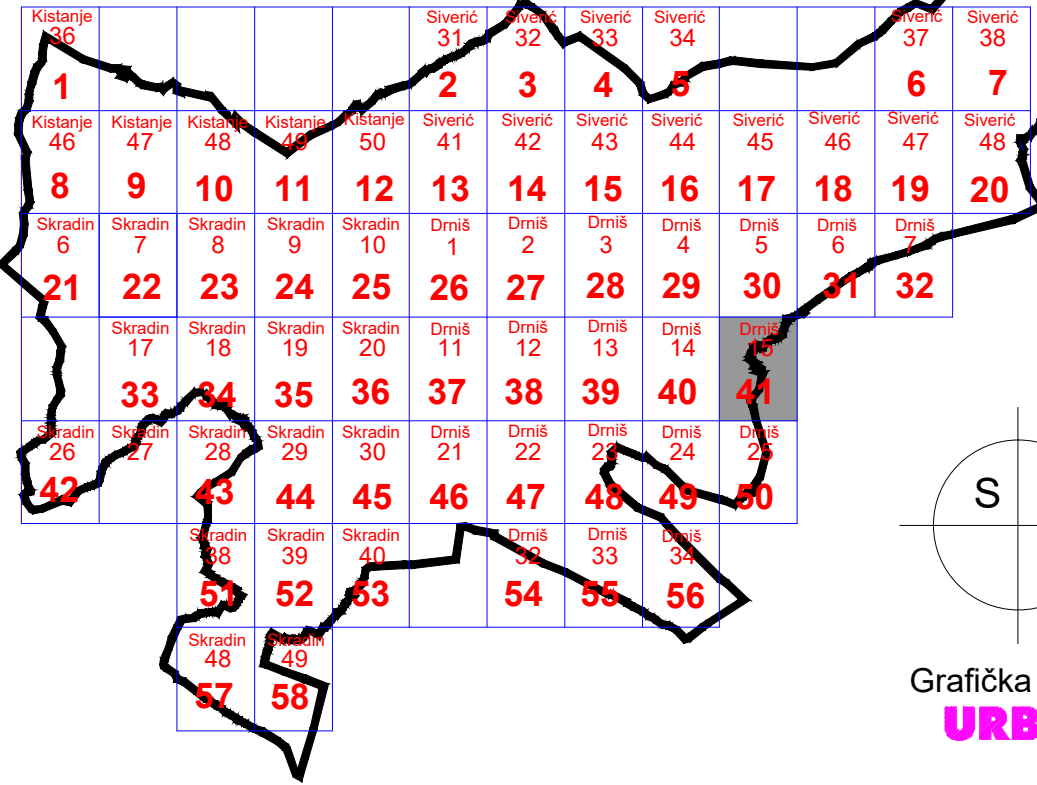 Kistanje Siverić Siverić Siverić Siverić Siverić Siverić
36 31 32 33 34 37 38
1 2 3 4 5 6 7
Kistanje Kistanje Kistanje Kistanje Kistanje Siverić Siverić Siverić Siverić Siverić Siverić Siverić Siverić
46 47 48 49 50 41 42 43 44 45 46 47 48
8 9 10 11 12 13 14 15 16 17 18 19 20
Skradin Skradin Skradin Skradin Skradin Drniš Drniš Drniš Drniš Drniš Drniš Drniš
6 7 8 9 10 1 2 3 4 5 6 7
21 22 23 24 25 26 27 28 29 30 31 32
Skradin Skradin Skradin Skradin Drniš Drniš Drniš Drniš Drniš
17 18 19 20 11 12 13 14 15
33 34 35 36 37 38 39 40 41
Skradin Skradin Skradin Skradin Skradin Drniš Drniš Drniš Drniš Drniš
26 27 28 29 30 21 22 23 24 25
42 43 44 45 46 47 48 49 50
S
Skradin Skradin Skradin Drniš Drniš Drniš
38 39 40 32 33 34
51 52 53 54 55 56
Skradin Skradin
48 49
57 58
Grafička
URB